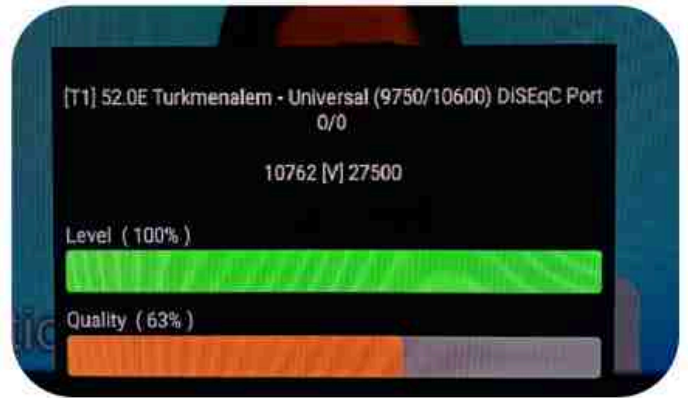 [T1] 52.0E Turkmenalem - Universal (9750/10600) DiSEqC Port
0/0
10762 [V] 27500
Level ( 100% )
Quality ( 63% )